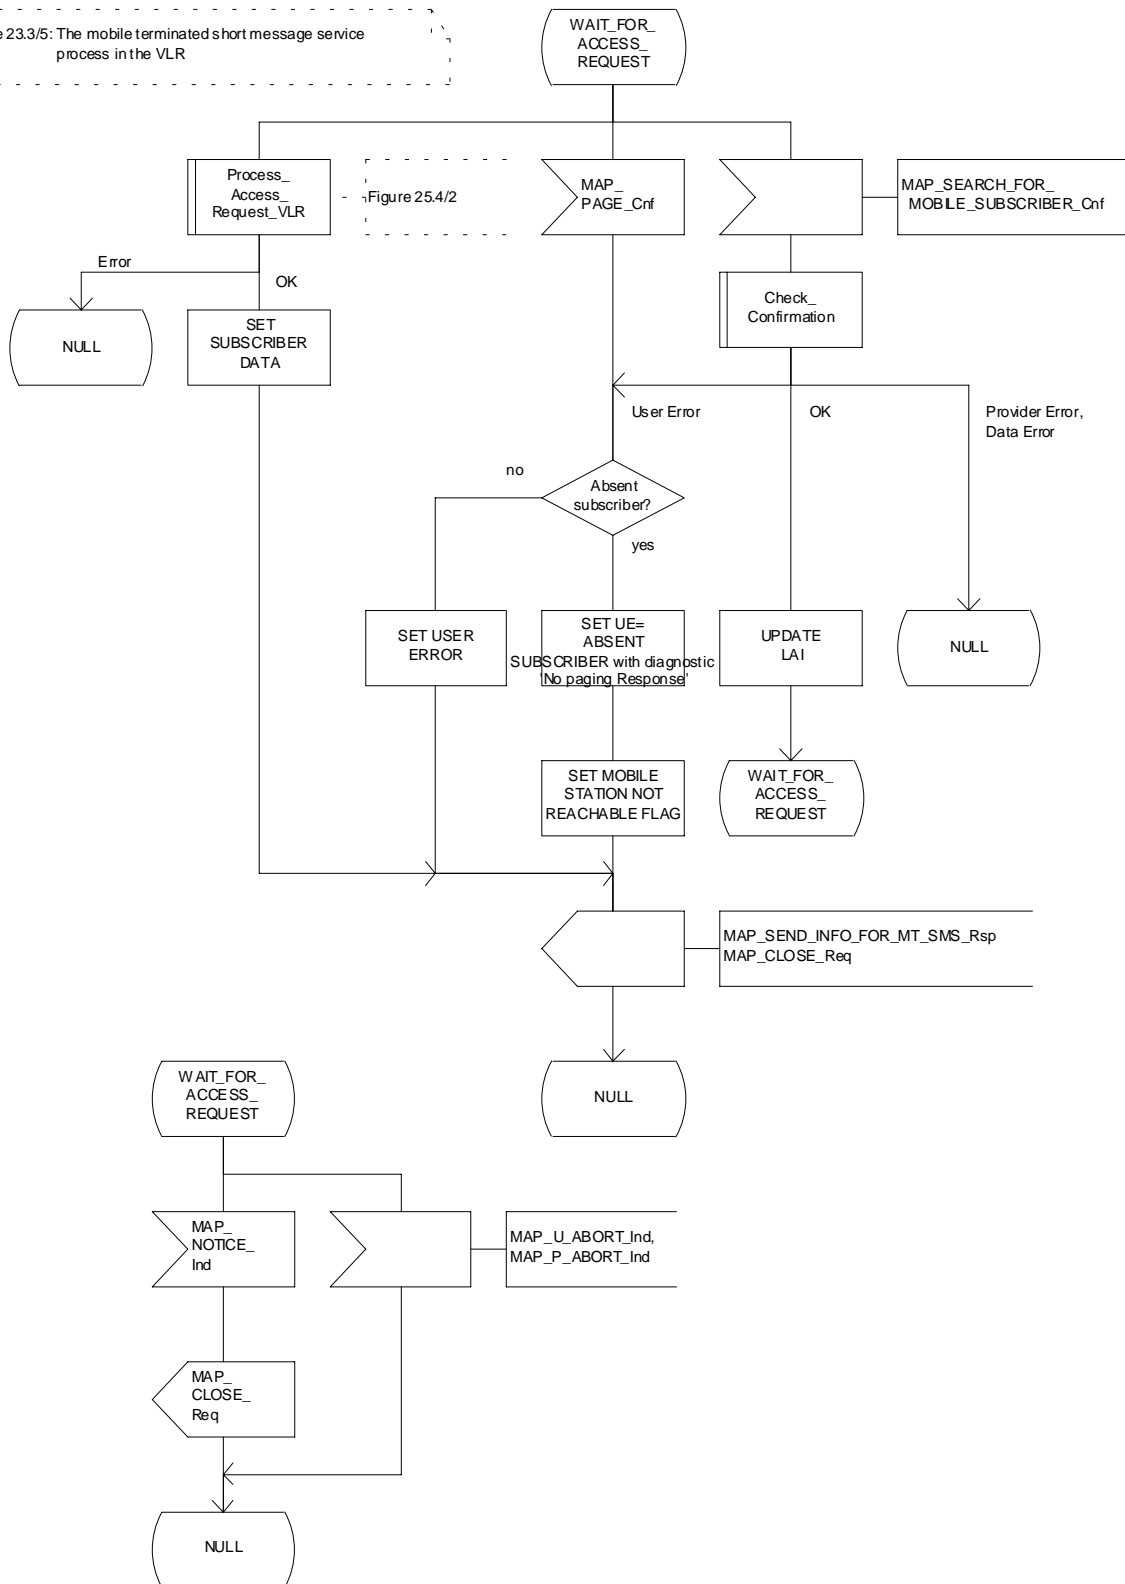 e 23.3/5: The mobile terminated short message service
process in the VLR
WAIT_FOR_
ACCESS_
REQUEST
Process_
Access_
Request_VLR
Figure 25.4/2
MAP_
PAGE_Cnf
MAP_SEARCH_FOR_
MOBILE_SUBSCRIBER_Cnf
Error
OK
Check_
Confirmation
NULL
SET
SUBSCRIBER
DATA
User Error
OK
Provider Error,
Data Error
no
Absent
subscriber?
yes
SET USER
ERROR
SET UE=
ABSENT
SUBSCRIBER with diagnostic
'No paging Response'
UPDATE
LAI
NULL
SET MOBILE
STATION NOT
REACHABLE FLAG
WAIT_FOR_
ACCESS_
REQUEST
MAP_SEND_INFO_FOR_MT_SMS_Rsp
MAP_CLOSE_Req
NULL
WAIT_FOR_
ACCESS_
REQUEST
MAP_
NOTICE_
Ind
MAP_U_ABORT_Ind,
MAP_P_ABORT_Ind
MAP_
CLOSE_
Req
NULL